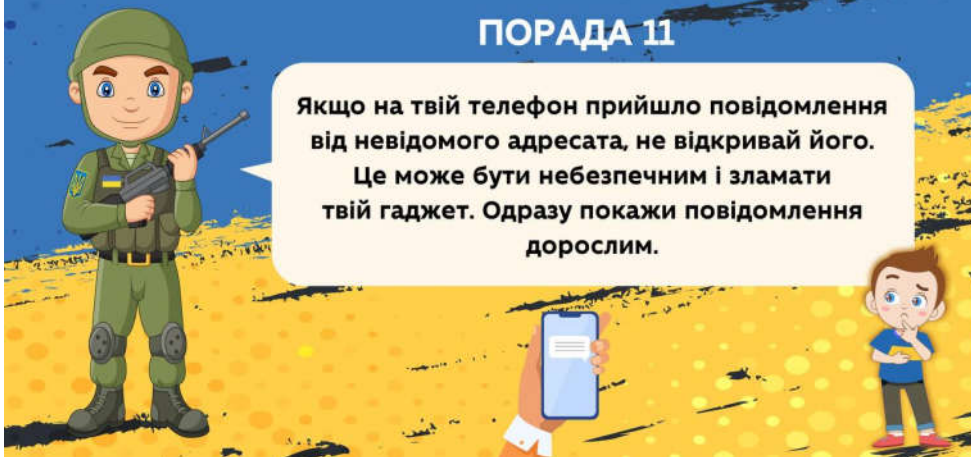 ПОРАДА 11
Якщо на твій телефон прийшло повідомлення
від невідомого адресата, не відкривай його.
Це може бути небезпечним і зламати
твій гаджет. Одразу покажи повідомлення
дорослим.